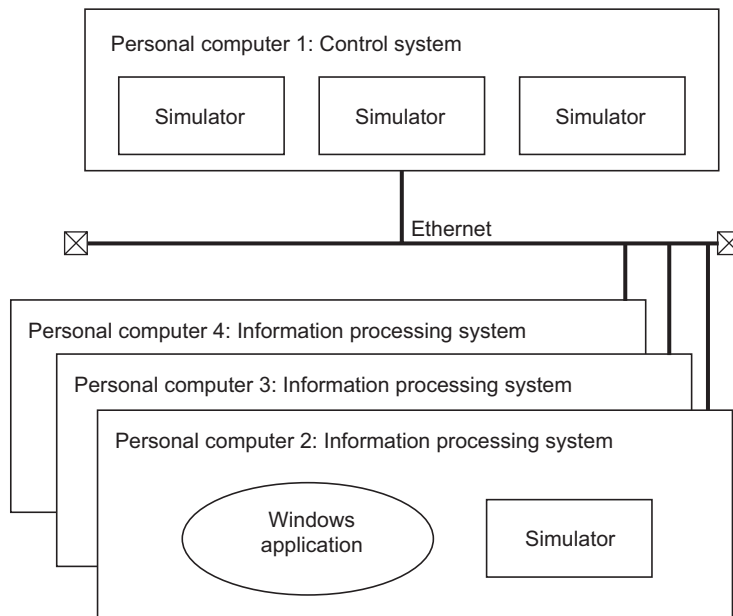 Personal computer 1: Control system
Simulator
Simulator
Simulator
Ethernet
Personal computer 4: Information processing system
Personal computer 3: Information processing system
Personal computer 2: Information processing system
Windows
application
Simulator